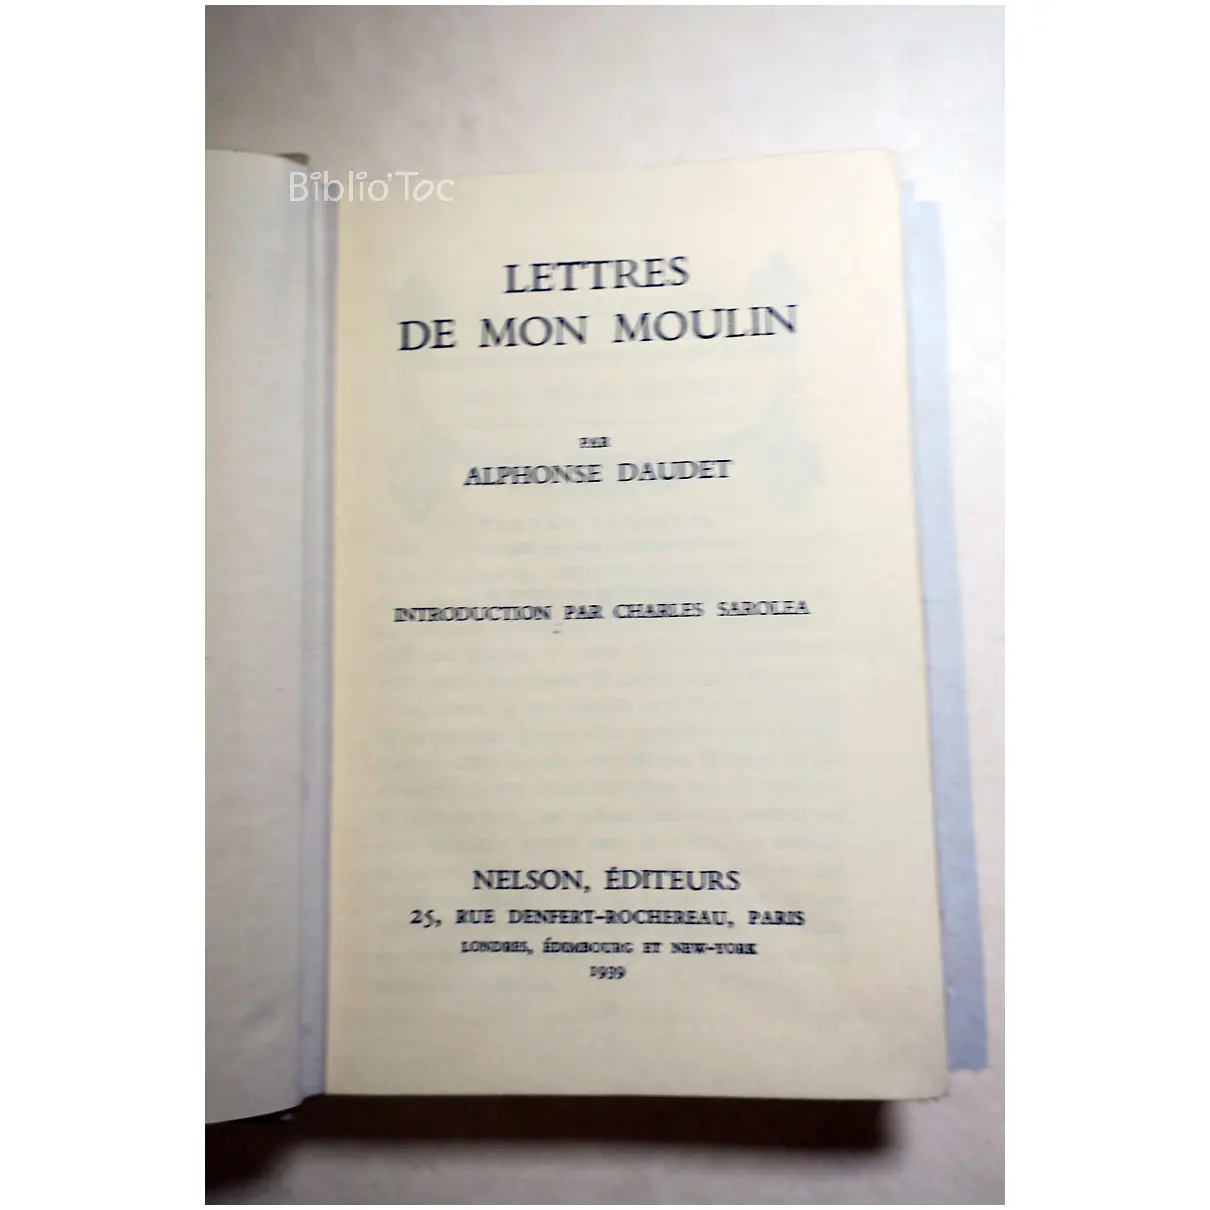 Biblio'Toc
LETTRES
DE MON MOULIN
PAR
ALPHONSE DAUDET
INTRODUCTION PAR CHARLES SAROLEA
NELSON, ÉDITEURS
25, RUE DENFERT-ROCHEREAU, PARIS
LONDRES, ÉDIMBOURG ET NEW-YORK
1939